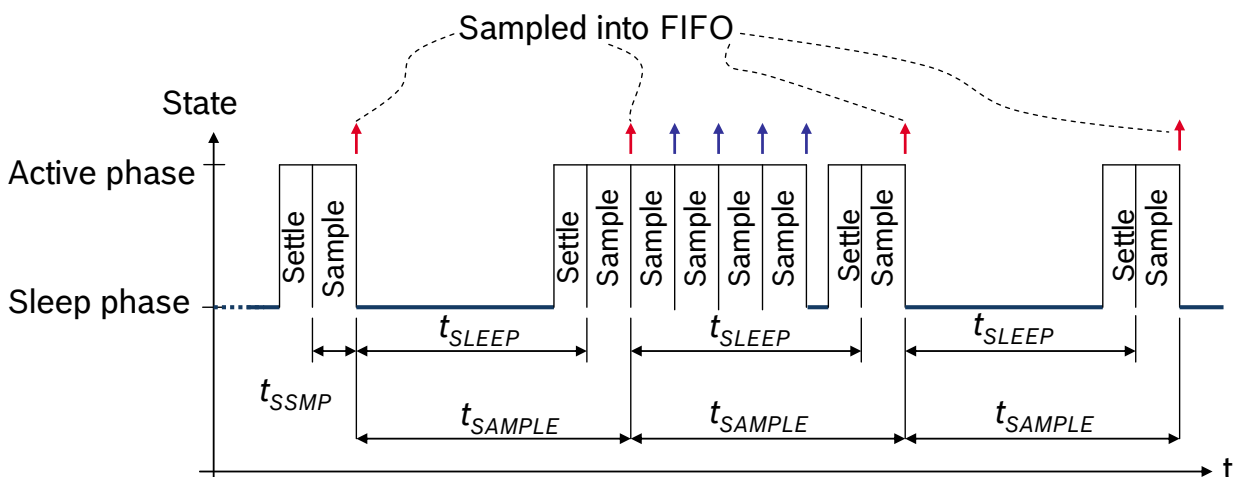 Sampled into FIFO
State
Active phase
Settle
Sample
Settle
Sample
Sample
Sample
Sample
Sample
Settle
Sample
Settle
Sample
Sleep phase
tSLEEP
tSLEEP
tSLEEP
tSSMP
tSAMPLE
tSAMPLE
tSAMPLE
t